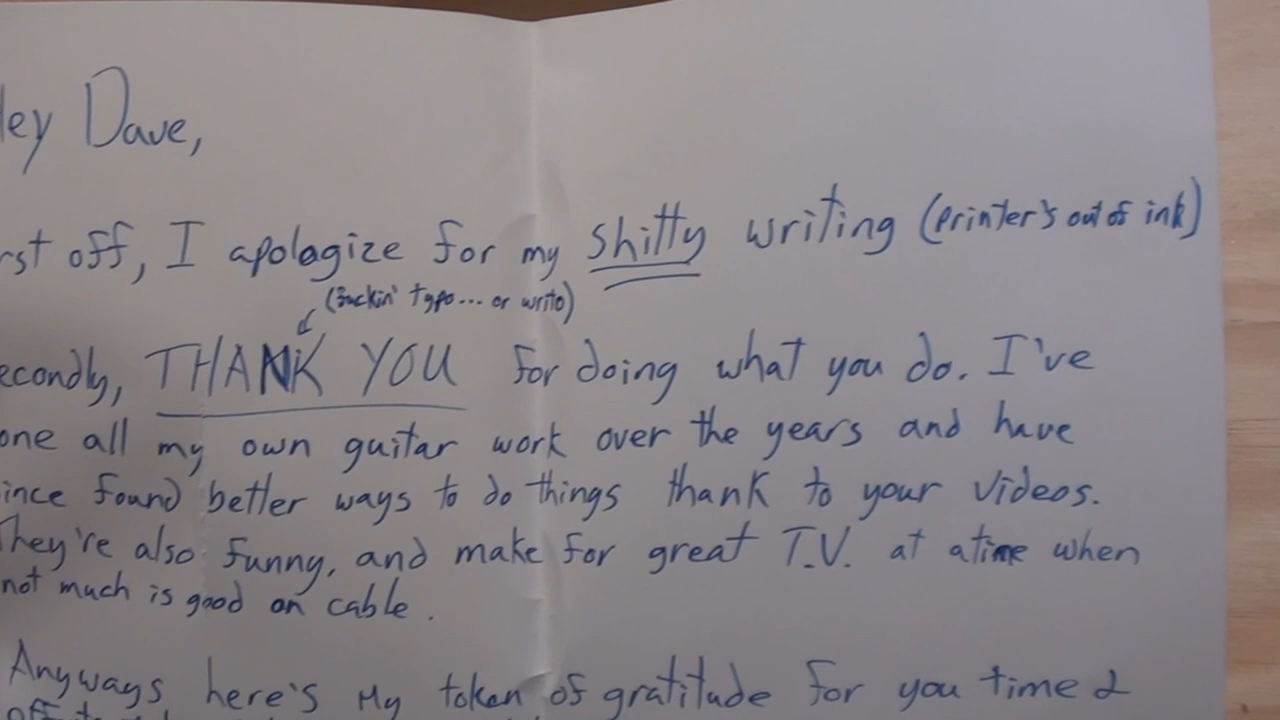 ey Dave,
rst off, I apologize for my shitty writing (printer's out of ink)
(Fuckin' typo... or write)
econdly, THANK YOU for doing what you do. I've
one all my own guitar work over the years and have
ince found better ways to do things thank to your videos.
They're also funny, and make for great T.V. at a time when
not much is good on cable.
Anyways, here's My token of gratitude for you time &